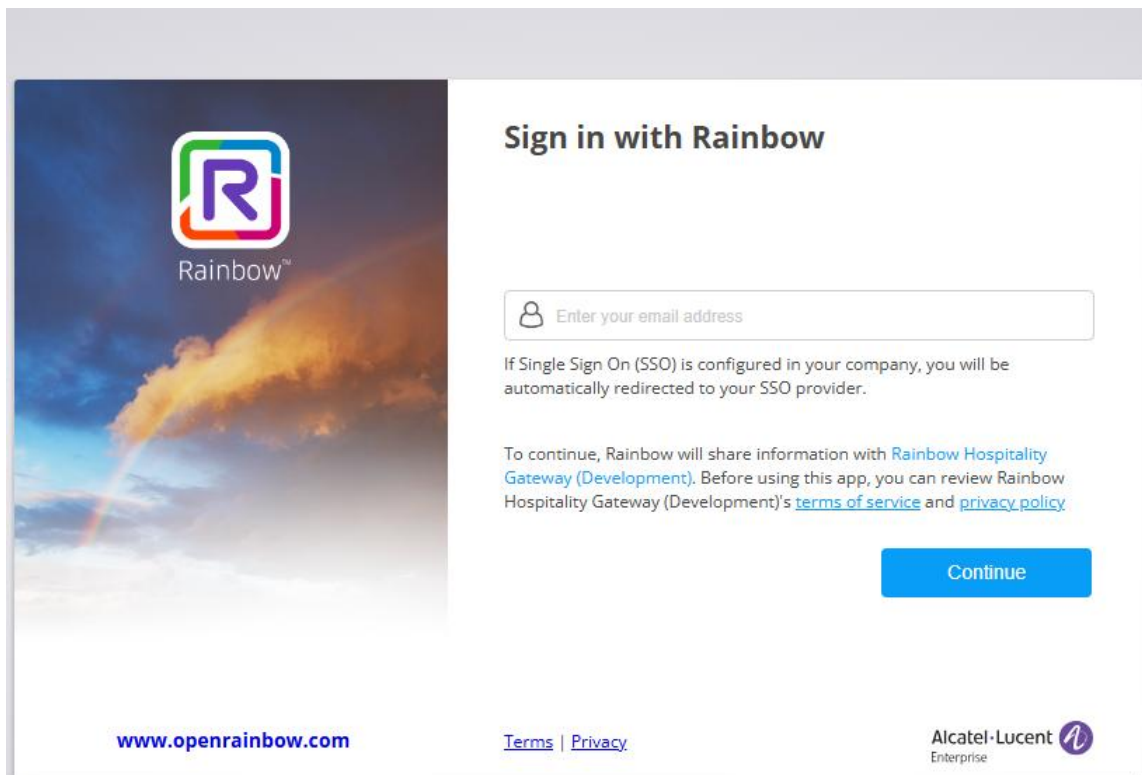 R
Rainbow™
Sign in with Rainbow
Enter your email address
If Single Sign On (SSO) is configured in your company, you will be
automatically redirected to your SSO provider.
To continue, Rainbow will share information with Rainbow Hospitality
Gateway (Development). Before using this app, you can review Rainbow
Hospitality Gateway (Development)'s terms of service and privacy policy
Continue
www.openrainbow.com
Terms | Privacy
Alcatel·Lucent
Enterprise